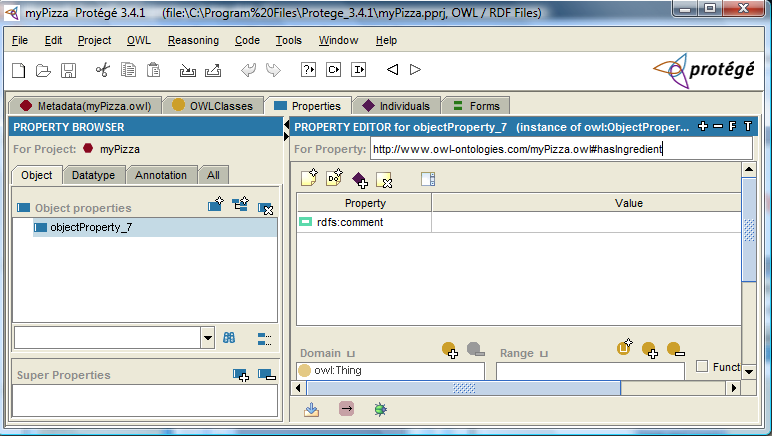 myPizza Protégé 3.4.1 (file:\C:\Program%20Files\Protege_3.4.1\myPizza.pprj, OWL / RDF Files)
File Edit Project OWL Reasoning Code Tools Window Help
protégé
Metadata(myPizza.owl) OWLClasses Properties Individuals Forms
PROPERTY BROWSER
PROPERTY EDITOR for objectProperty_7 (instance of owl:ObjectProper... F T
For Project: myPizza
For Property: http://www.owl-ontologies.com/myPizza.owl#hasIngredient
Object Datatype Annotation All
Property Value
Object properties
rdfs:comment
objectProperty_7
Domain Range
Funct
owl:Thing
Super Properties